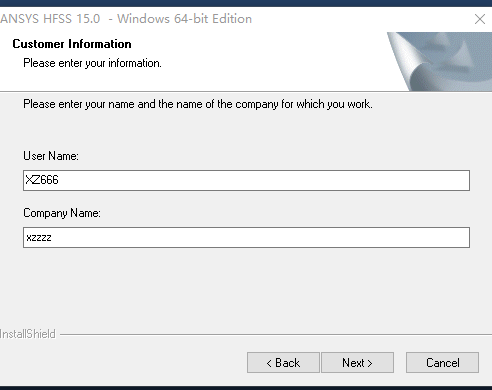 ANSYS HFSS 15.0 - Windows 64-bit Edition
Customer Information
Please enter your information.
Please enter your name and the name of the company for which you work.
User Name:
XZ666
Company Name:
xzzzz
InstallShield
< Back Next > Cancel